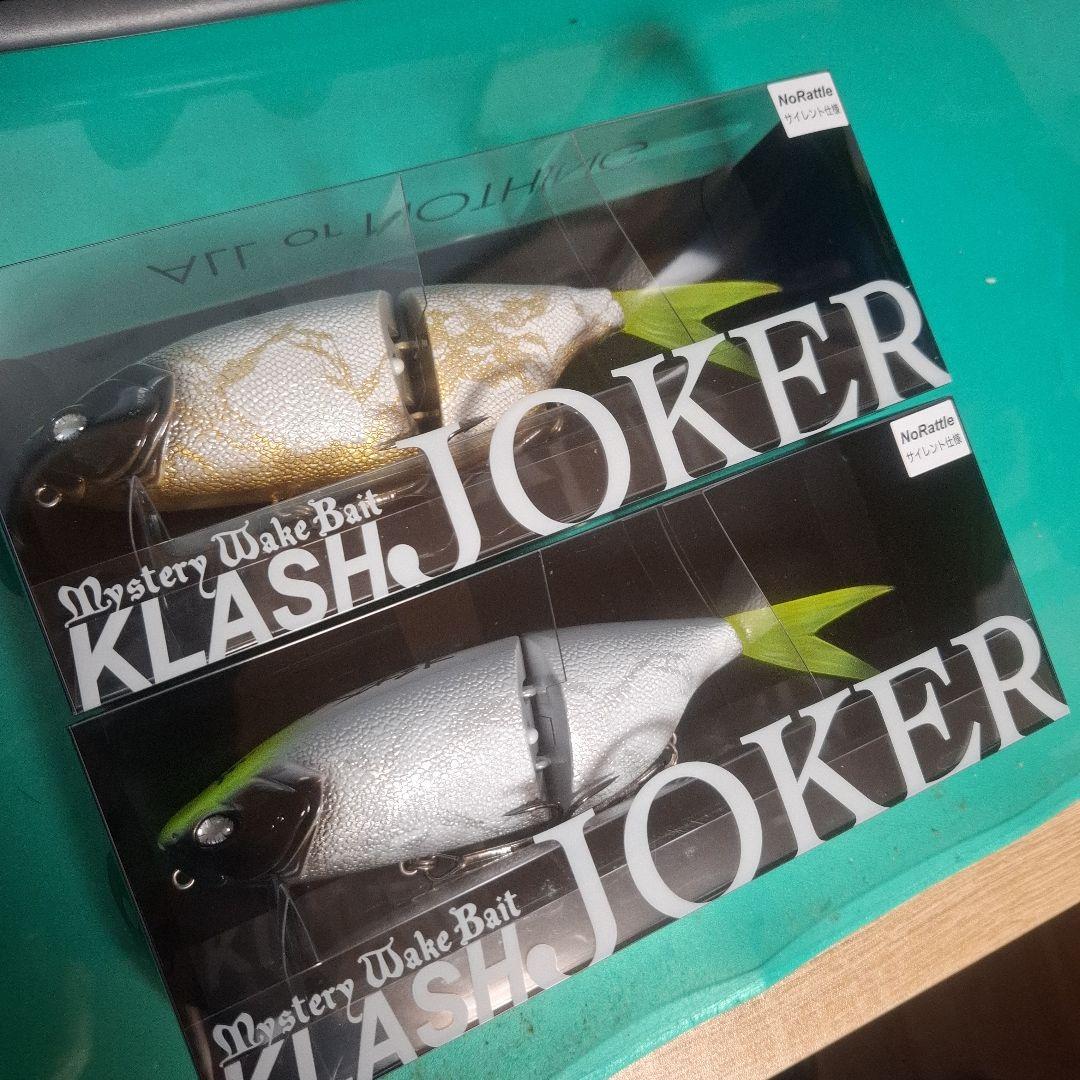 NoRattle
サイレント仕様
ALL or NOTHING
Mystery Wake Bait
KLASH JOKER
NoRattle
サイレント仕様
Mystery Wake Bait
KLASH JOKER